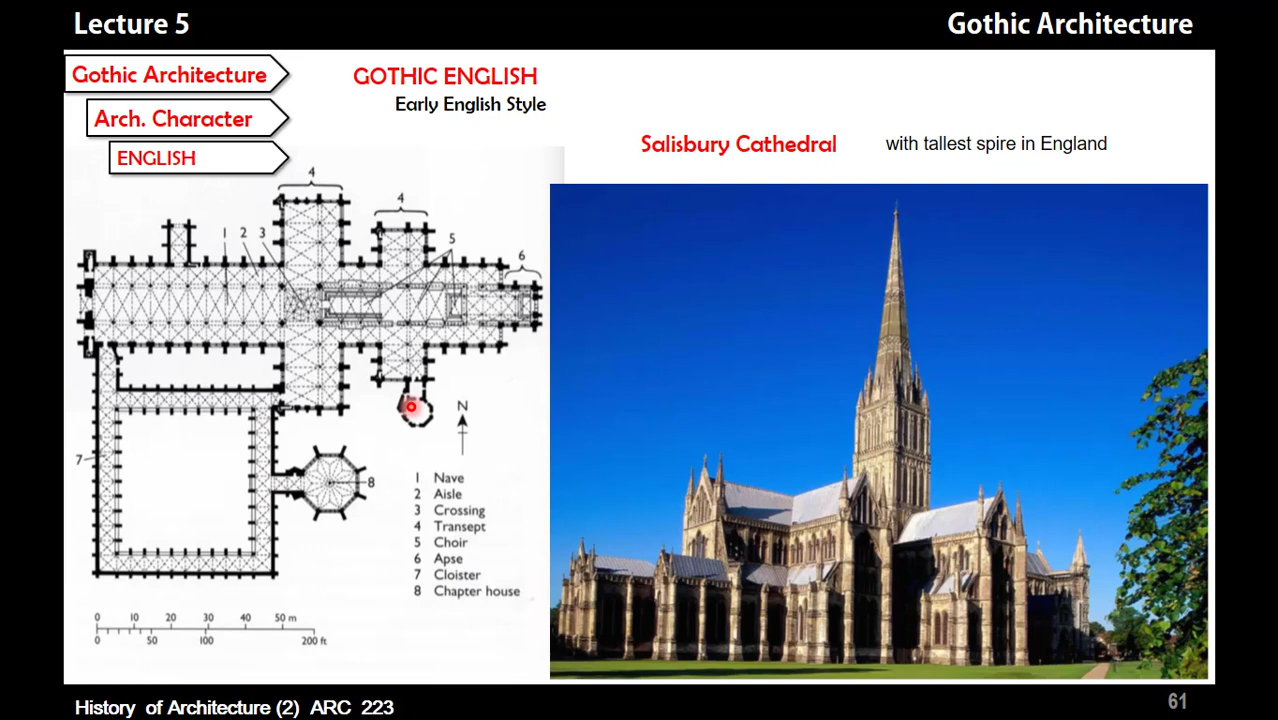 Lecture 5
Gothic Architecture
Gothic Architecture
GOTHIC ENGLISH
Early English Style
Arch. Character
ENGLISH
Salisbury Cathedral
with tallest spire in England
4
4
1 2 3
5
6
N
7
8
1 Nave
2 Aisle
3 Crossing
4 Transept
5 Choir
6 Apse
7 Cloister
8 Chapter house
0 10 20 30 40 50 m
0 50 100 200 ft
History of Architecture (2) ARC 223
61